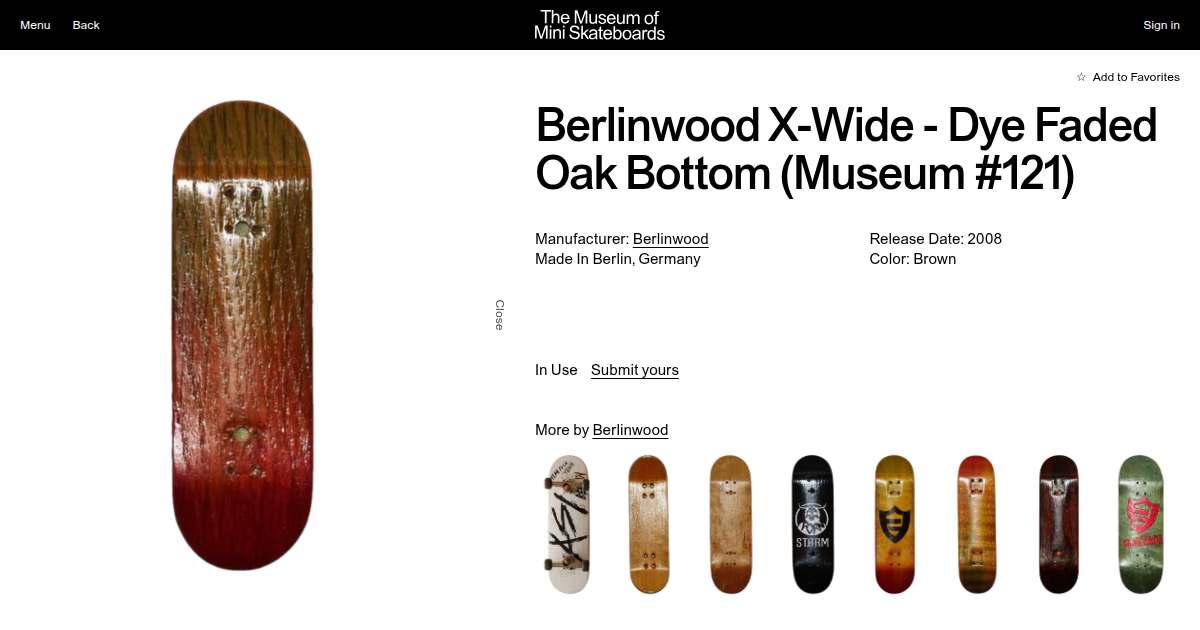 Menu
Back
The Museum of
Mini Skateboards
Sign in
☆ Add to Favorites
Berlinwood X-Wide - Dye Faded
Oak Bottom (Museum #121)
Manufacturer: Berlinwood
Made In Berlin, Germany
Release Date: 2008
Color: Brown
Close
In Use
Submit yours
More by Berlinwood
STORM